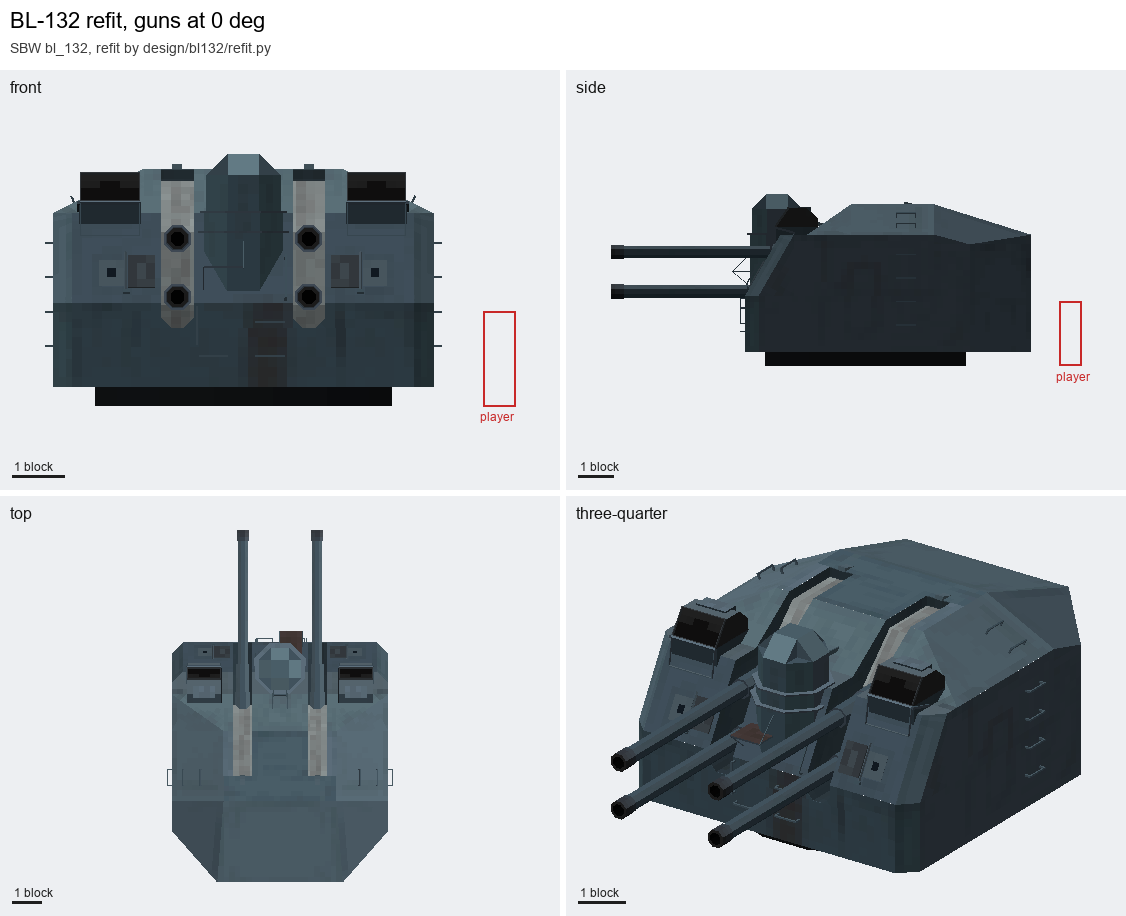 BL-132 refit, guns at 0 deg
SBW bl_132, refit by design/bl132/refit.py
front
side
player
player
1 block
1 block
top
three-quarter
1 block
1 block